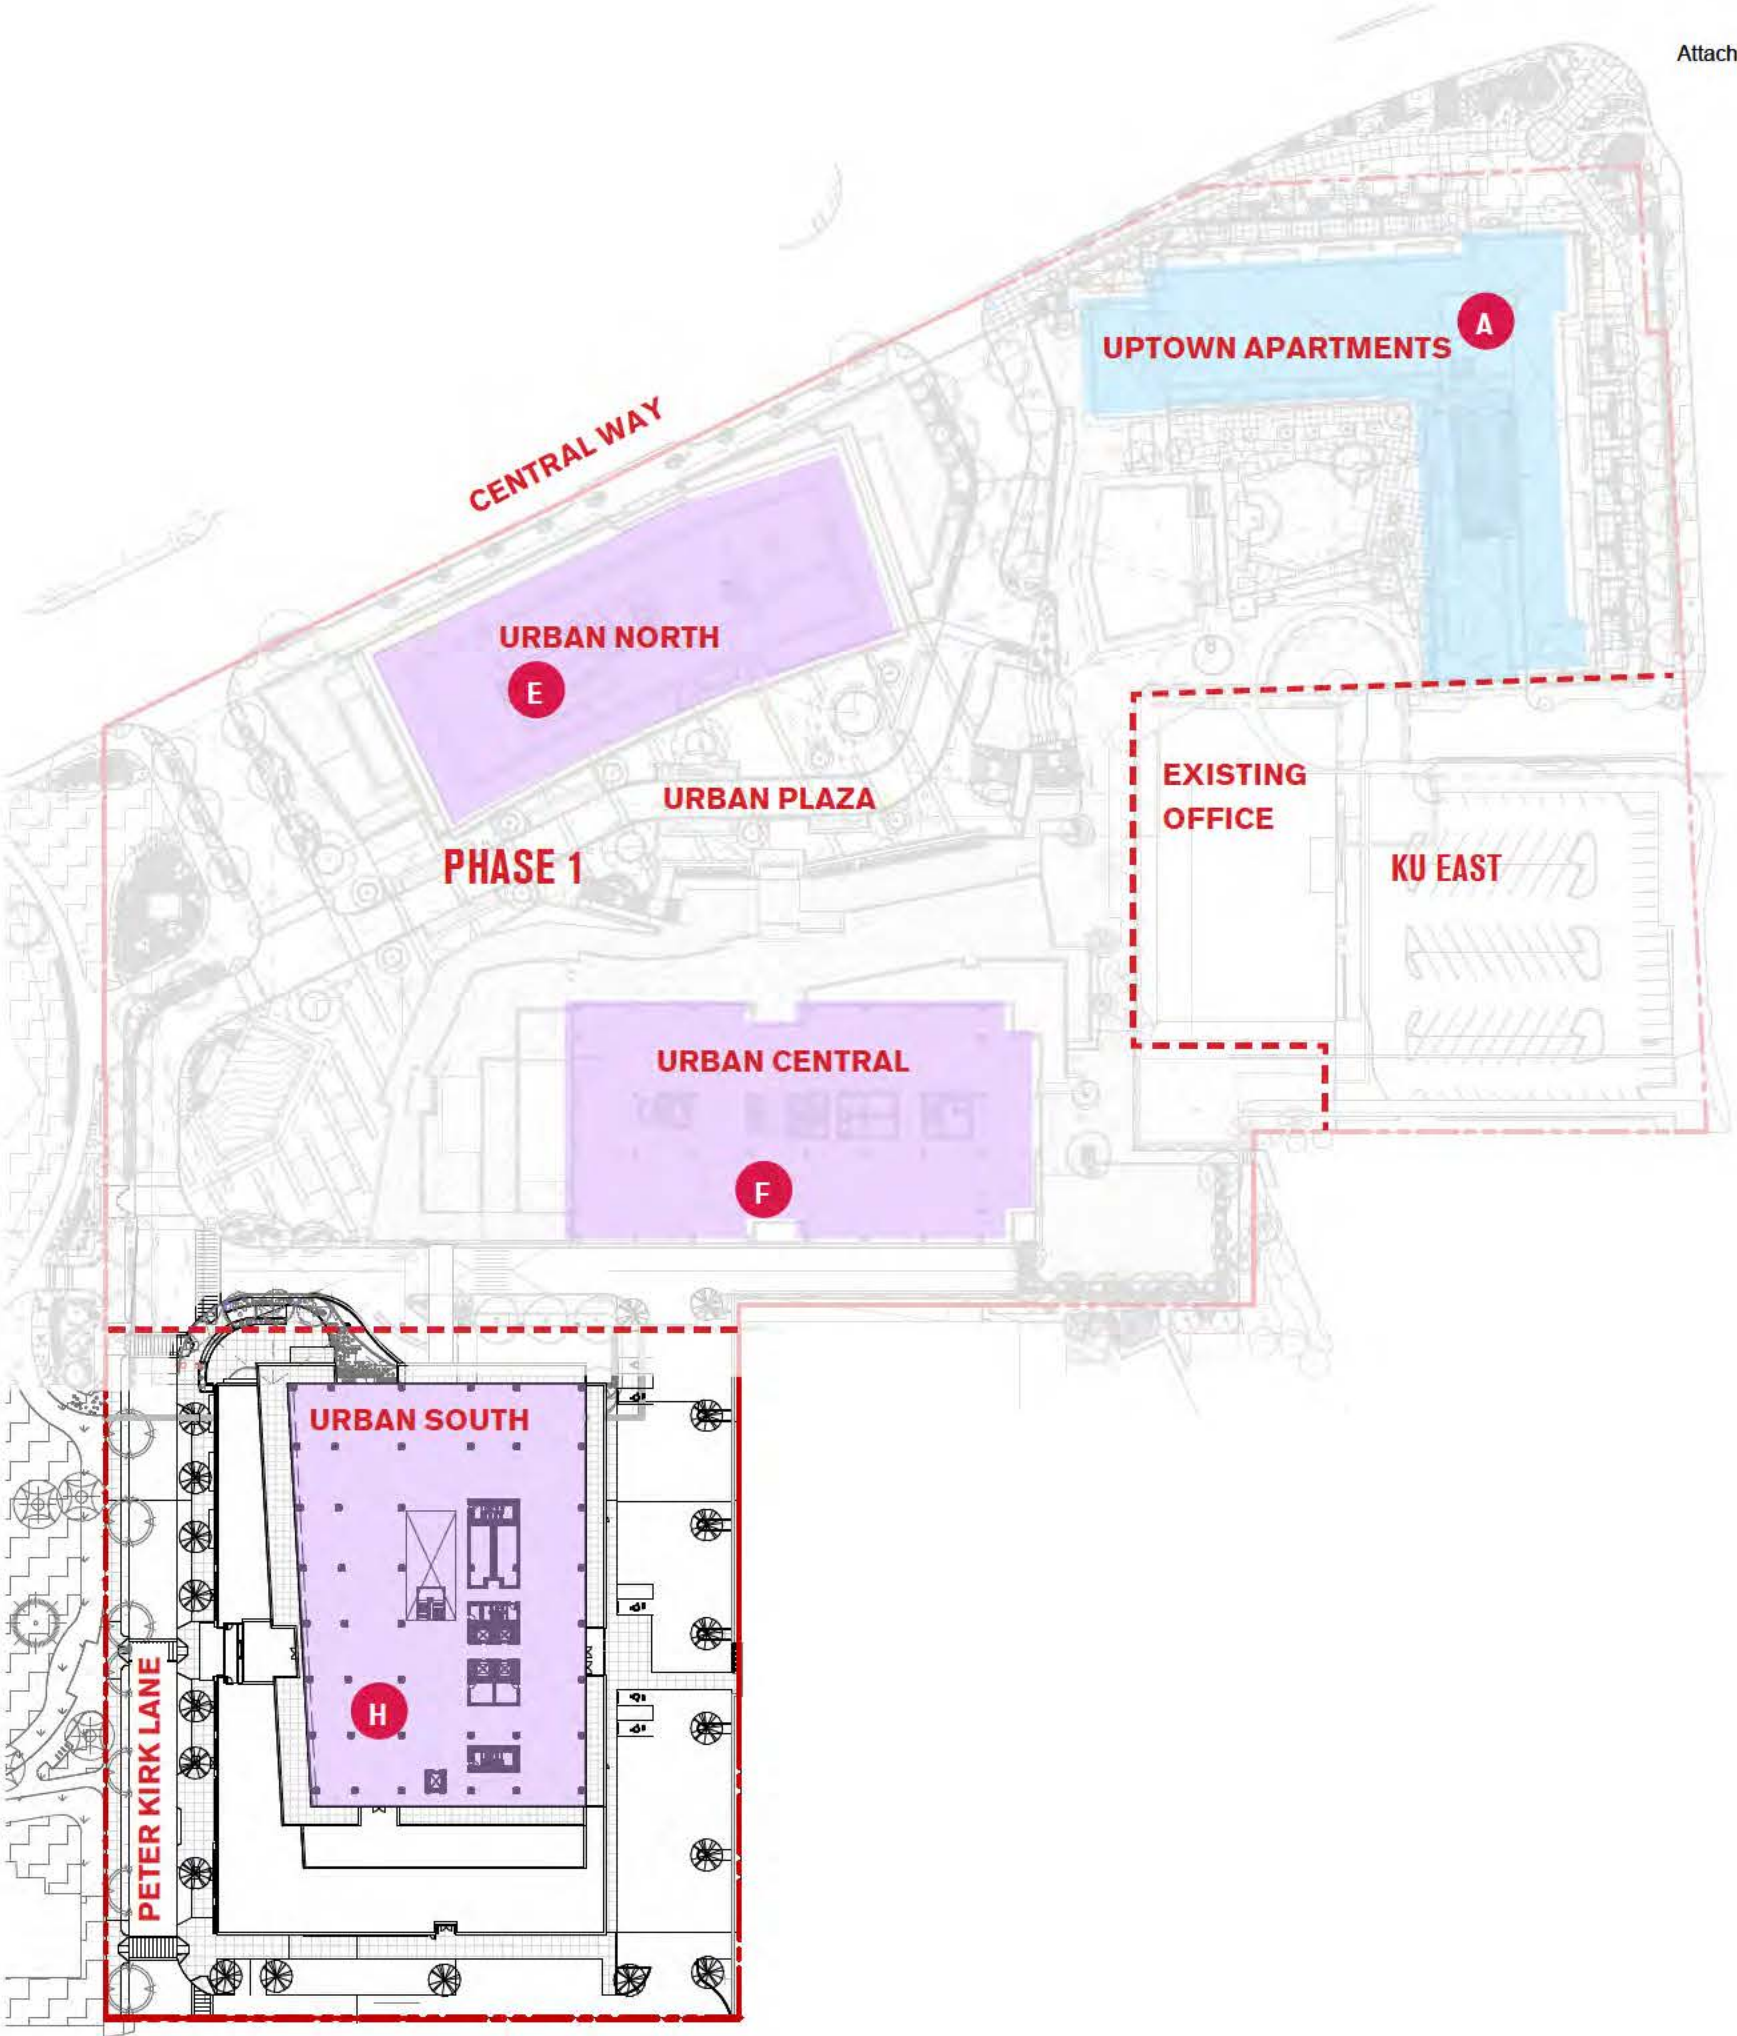 Attach
UPTOWN APARTMENTS
A
CENTRAL WAY
URBAN NORTH
E
EXISTING
OFFICE
URBAN PLAZA
PHASE 1
KU EAST
URBAN CENTRAL
F
URBAN SOUTH
H
PETER KIRK LANE